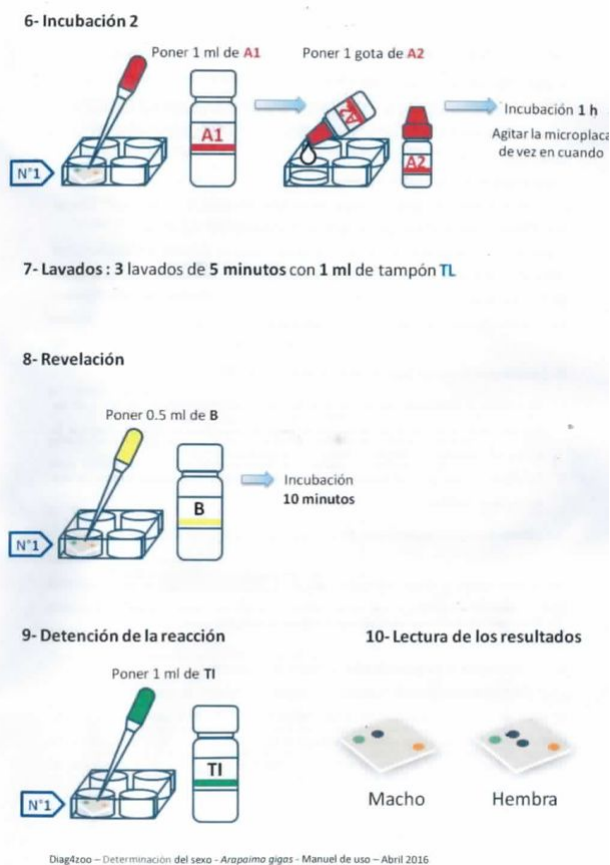 6- Incubación 2
Poner 1 ml de A1
Poner 1 gota de A2
A1
A2
A2
Incubación 1 h
Agitar la microplaca
de vez en cuando
N°1
7- Lavados : 3 lavados de 5 minutos con 1 ml de tampón TL
8- Revelación
Poner 0.5 ml de B
B
Incubación
10 minutos
N°1
9- Detención de la reacción
10- Lectura de los resultados
Poner 1 ml de TI
TI
N°1
Macho
Hembra
Diag4zoo – Determinación del sexo - Arapaima gigas - Manuel de uso – Abril 2016